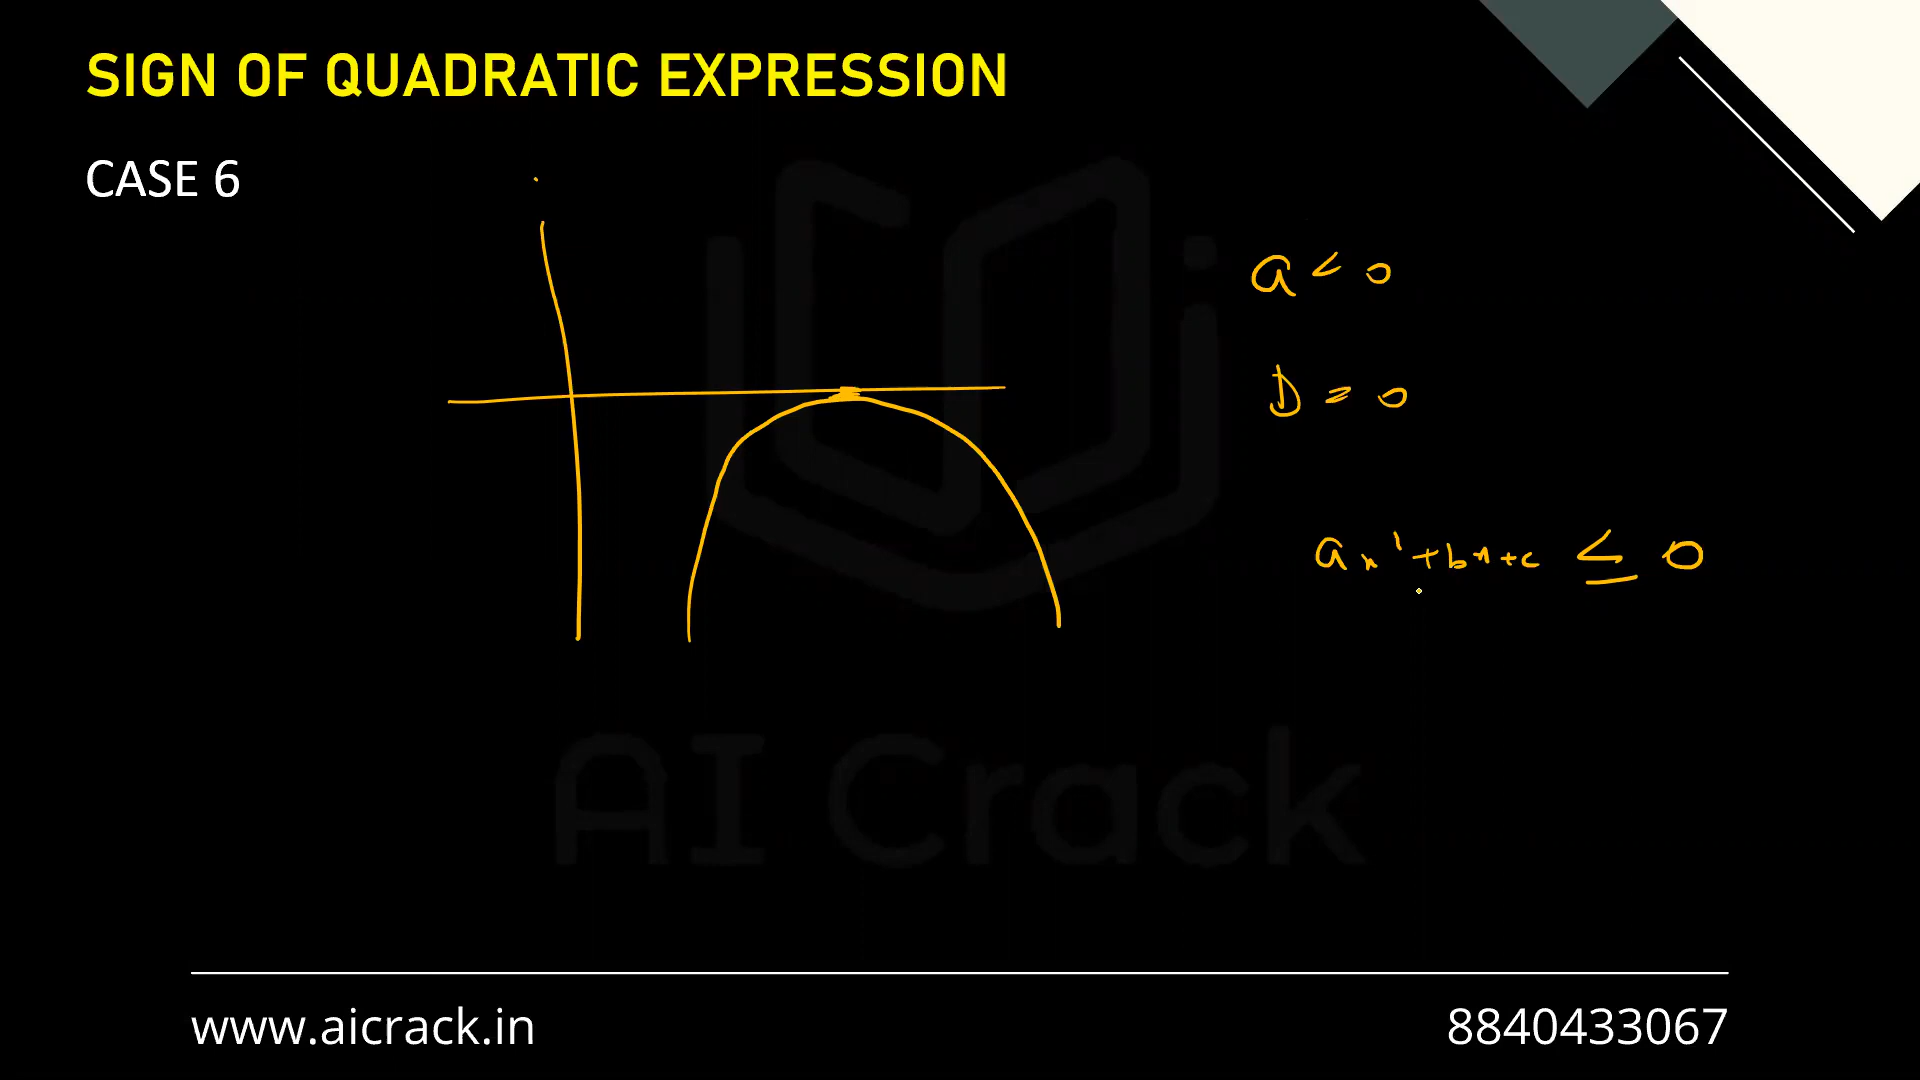 SIGN OF QUADRATIC EXPRESSION
CASE 6
a < 0
D = 0
ax²+bx+c ≤ 0
AI Crack
www.aicrack.in
8840433067